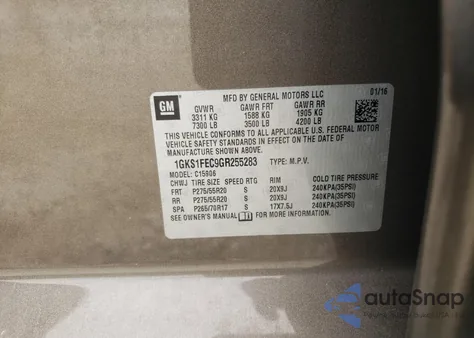 GM
MFD BY GENERAL MOTORS LLC 01/16
GVWR GAWR FRT GAWR RR
3311 KG 1588 KG 1905 KG
7300 LB 3500 LB 4200 LB
THIS VEHICLE CONFORMS TO ALL APPLICABLE U.S. FEDERAL MOTOR
VEHICLE SAFETY, BUMPER, AND THEFT PREVENTION
STANDARDS IN EFFECT ON THE DATE OF
MANUFACTURE SHOWN ABOVE.
1GKS1FEC9GR255283 TYPE: M.P.V.
MODEL: C15906
CHWJ TIRE SIZE SPEED RTG RIM COLD TIRE PRESSURE
FRT P275/55R20 S 20X9J 240KPA(35PSI)
RR P275/55R20 S 20X9J 240KPA(35PSI)
SPA P265/70R17 S 17X7.5J 240KPA(35PSI)
SEE OWNER'S MANUAL FOR MORE INFORMATION.
autoSnap